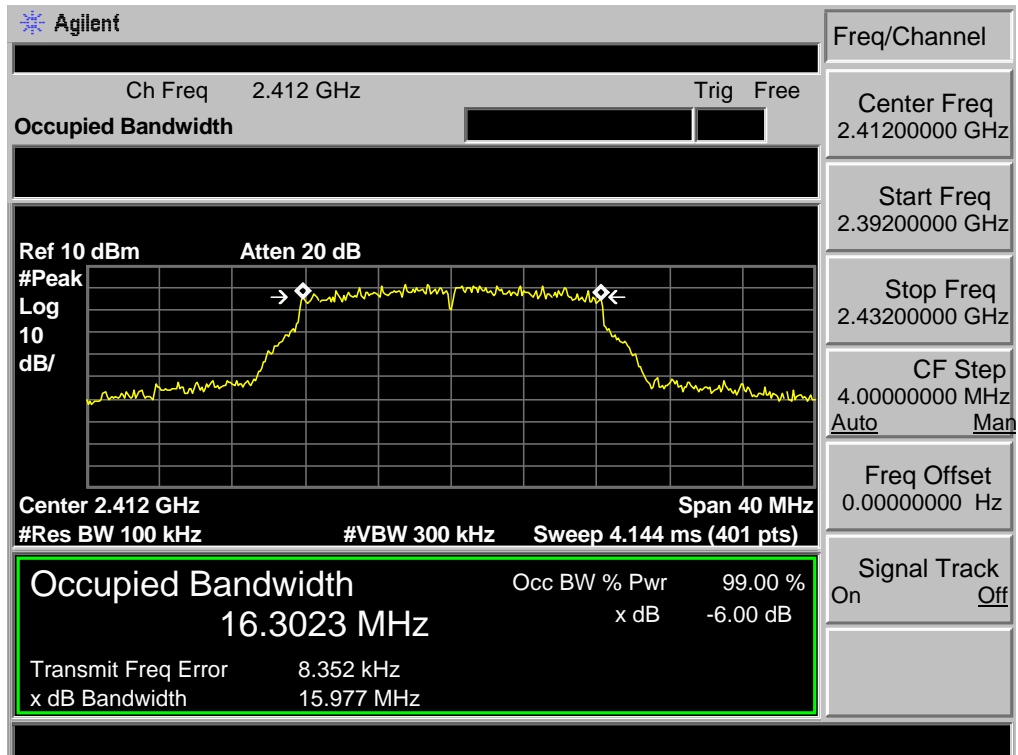 Agilent
Ch Freq 2.412 GHz Trig Free
Occupied Bandwidth
Ref 10 dBm Atten 20 dB
#Peak
Log
10
dB/
Center 2.412 GHz Span 40 MHz
#Res BW 100 kHz #VBW 300 kHz Sweep 4.144 ms (401 pts)
Occupied Bandwidth
16.3023 MHz
Occ BW % Pwr 99.00 %
x dB -6.00 dB
Transmit Freq Error 8.352 kHz
x dB Bandwidth 15.977 MHz
Freq/Channel
Center Freq
2.41200000 GHz
Start Freq
2.39200000 GHz
Stop Freq
2.43200000 GHz
CF Step
4.00000000 MHz
Auto Man
Freq Offset
0.00000000 Hz
Signal Track
On Off